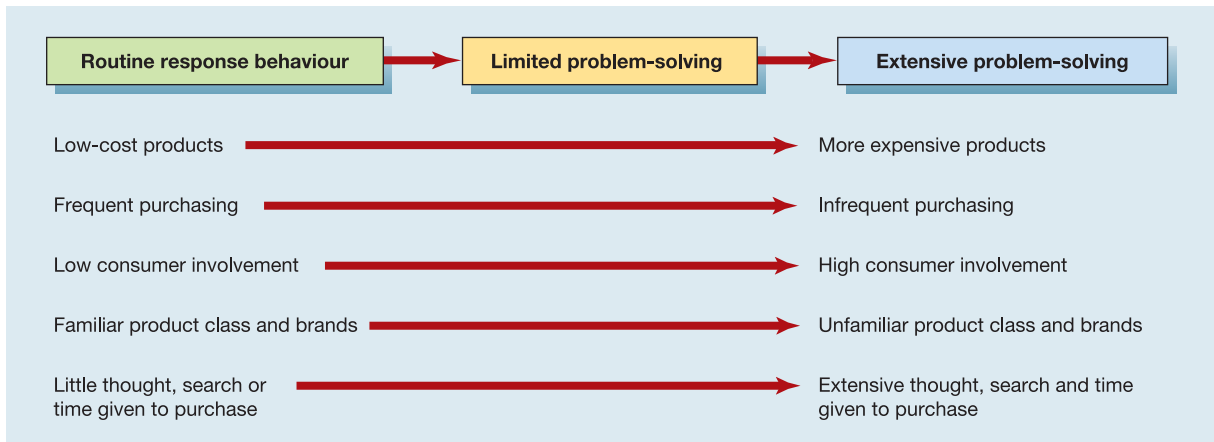 Routine response behaviour
Limited problem-solving
Extensive problem-solving
Low-cost products
More expensive products
Frequent purchasing
Infrequent purchasing
Low consumer involvement
High consumer involvement
Familiar product class and brands
Unfamiliar product class and brands
Little thought, search or
time given to purchase
Extensive thought, search and time
given to purchase